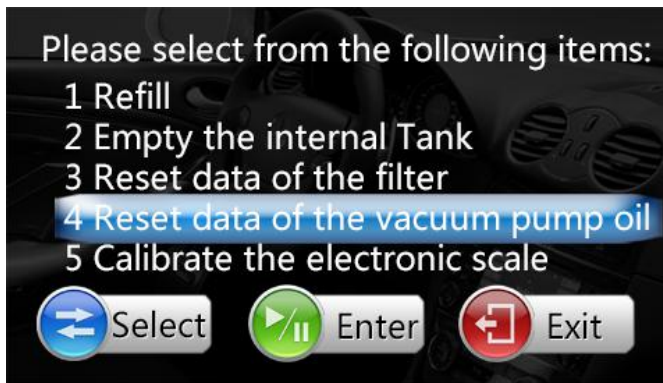 Please select from the following items:
1 Refill
2 Empty the internal Tank
3 Reset data of the filter
4 Reset data of the vacuum pump oil
5 Calibrate the electronic scale
Select Enter Exit